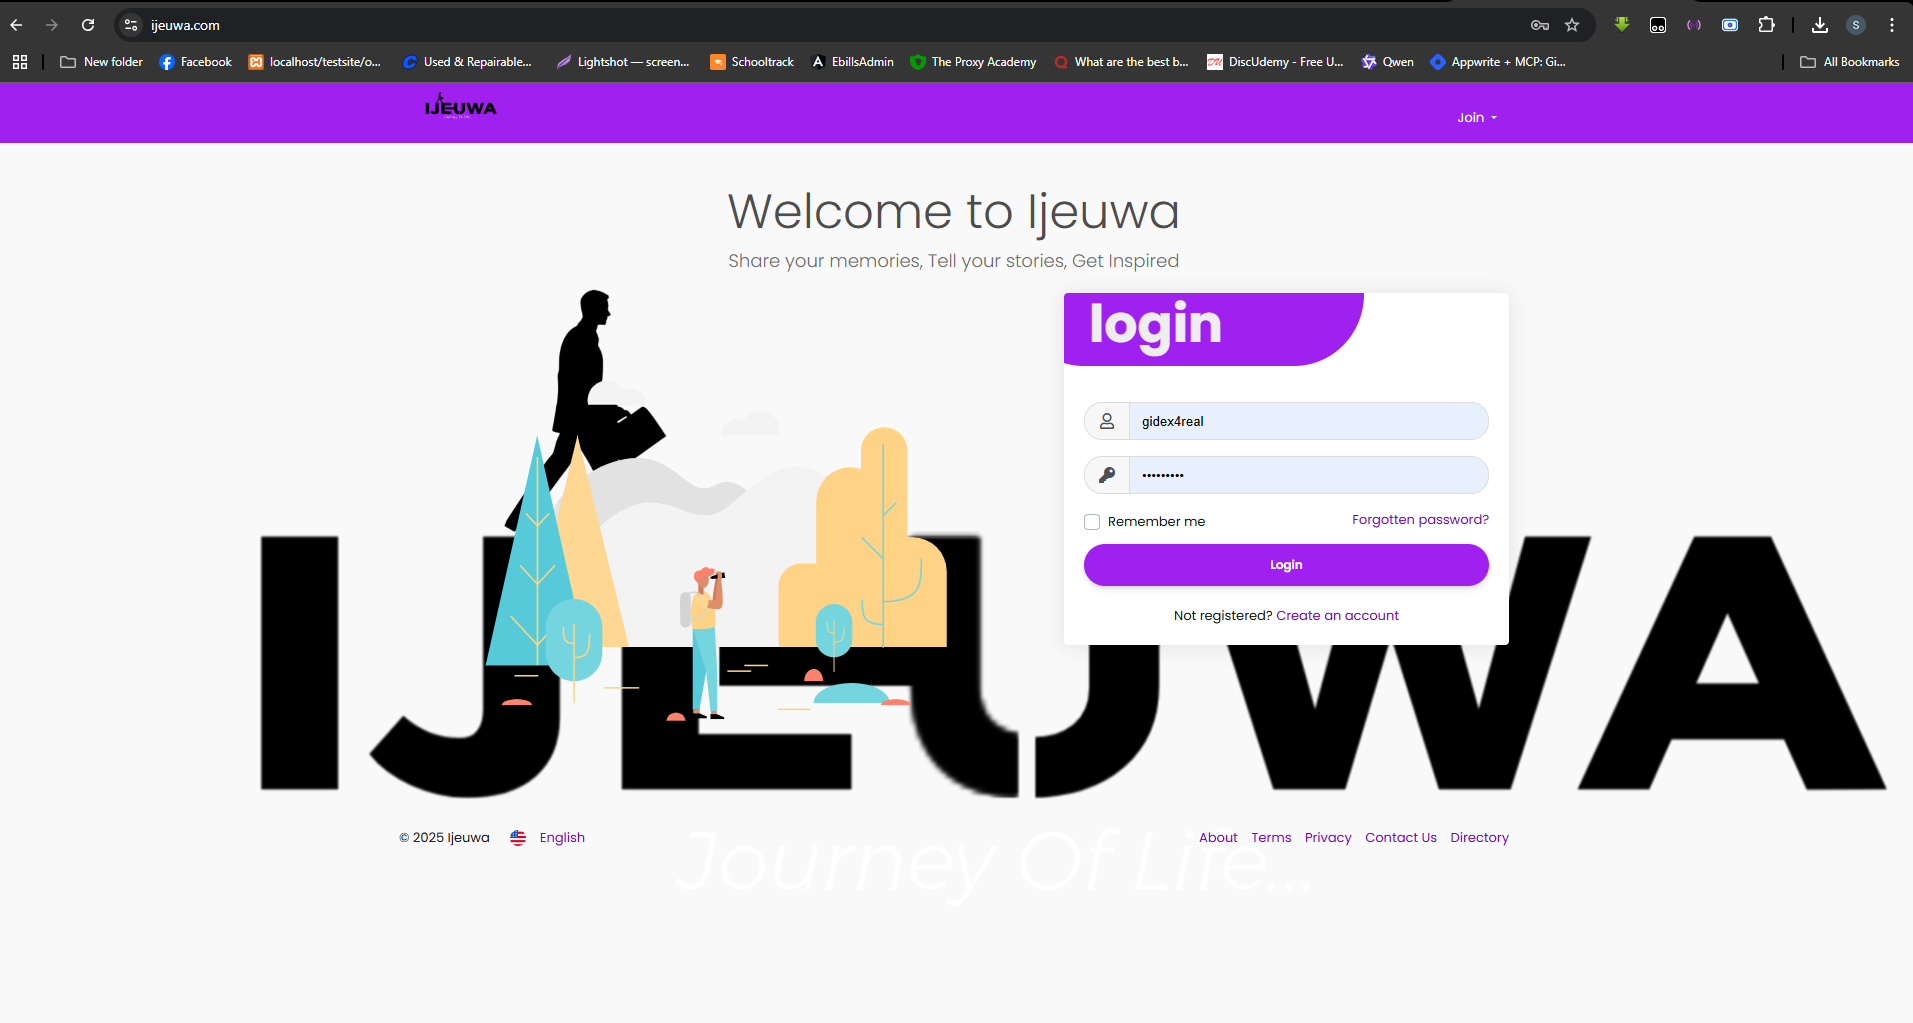 ijeuwa.com
New folder
Facebook
localhost/testsite/o...
Used & Repairable...
Lightshot — screen...
Schooltrack
EbillsAdmin
The Proxy Academy
What are the best b...
DiscUdemy - Free U...
Qwen
Appwrite + MCP: Gi...
All Bookmarks
IJEUWA
Join
Welcome to Ijeuwa
Share your memories, Tell your stories, Get Inspired
login
gidex4real
•••••••••
Remember me
Forgotten password?
Login
Not registered? Create an account
IJEUWA
© 2025 Ijeuwa
English
About
Terms
Privacy
Contact Us
Directory
Journey Of Life...